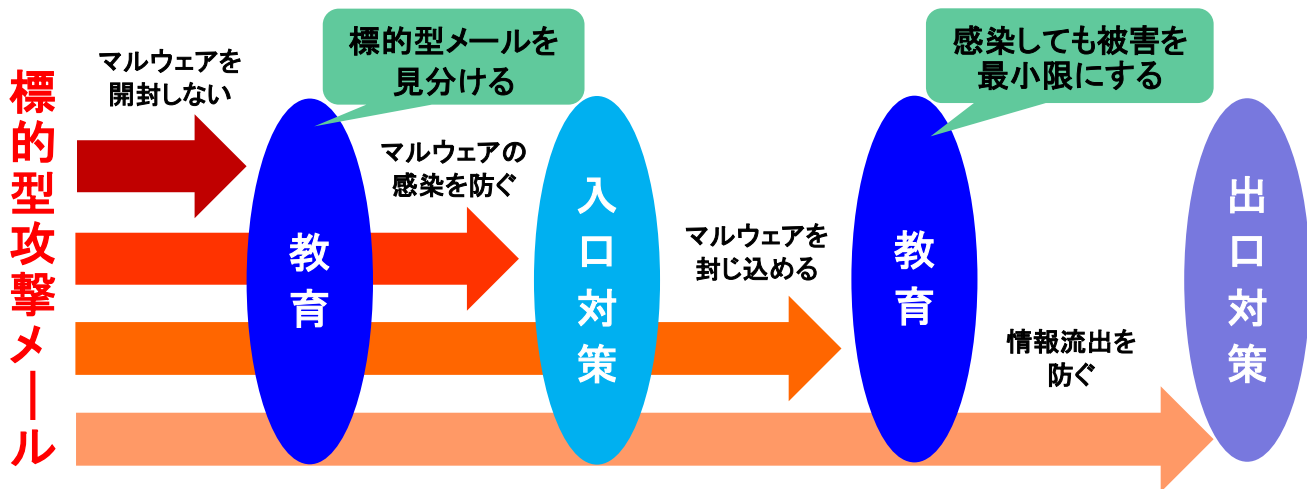 標的型攻撃メール
マルウェアを
開封しない
標的型メールを
見分ける
教育
マルウェアの
感染を防ぐ
入口対策
マルウェアを
封じ込める
感染しても被害を
最小限にする
教育
情報流出を
防ぐ
出口対策